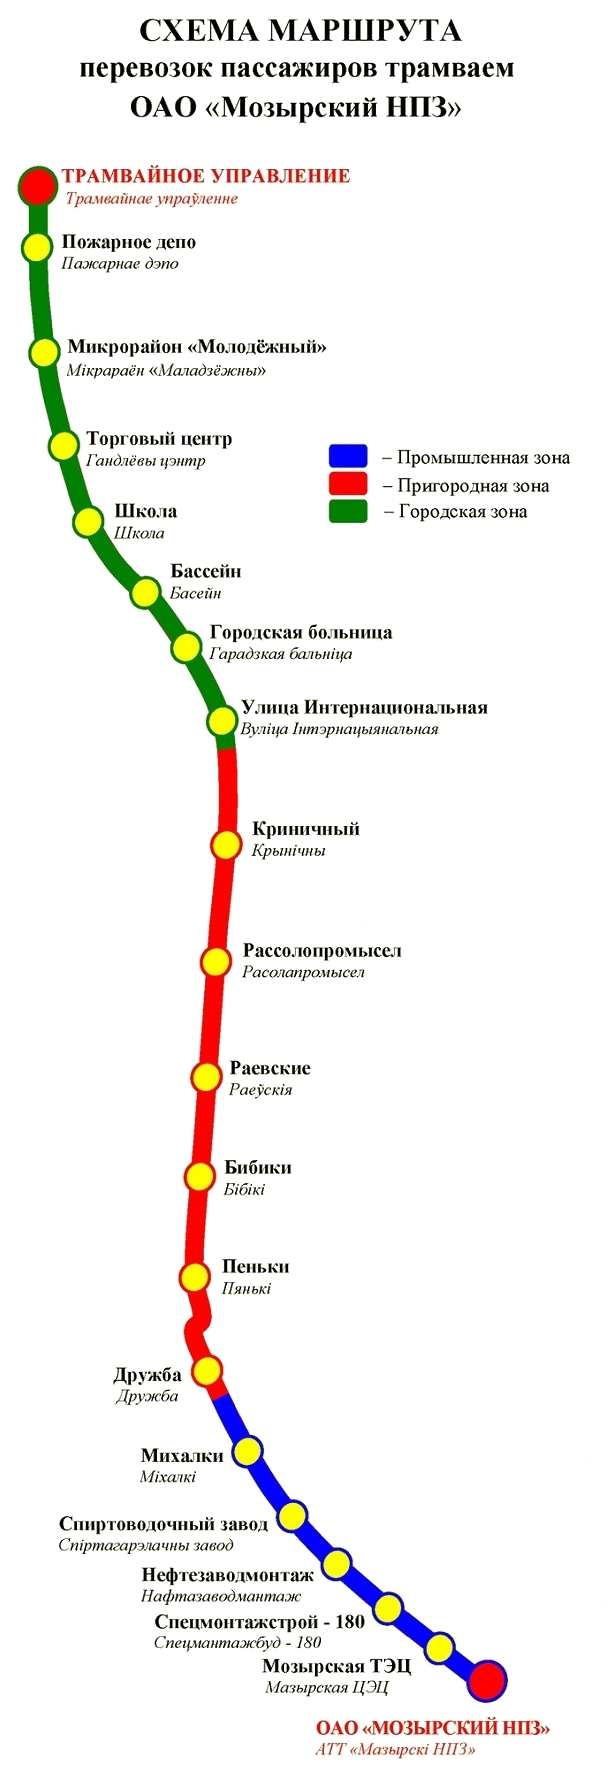 СХЕМА МАРШРУТА
перевозок пассажиров трамваем
ОАО «Мозырский НПЗ»
ТРАМВАЙНОЕ УПРАВЛЕНИЕ
Трамвайнае упраўленне
Пожарное депо
Пажарнае дэпо
Микрорайон «Молодёжный»
Мікрараён «Маладзёжны»
Торговый центр
Гандлёвы цэнтр
– Промышленная зона
– Пригородная зона
– Городская зона
Школа
Школа
Бассейн
Басейн
Городская больница
Гарадзкая бальніца
Улица Интернациональная
Вуліца Інтэрнацыянальная
Криничный
Крынічны
Рассолопромысел
Расолапромысел
Раевские
Раеўскія
Бибики
Бібікі
Пеньки
Пянькі
Дружба
Дружба
Михалки
Міхалкі
Спиртоводочный завод
Спіртагарэлачны завод
Нефтезаводмонтаж
Нафтазаводмантаж
Спецмонтажстрой - 180
Спецмантажбуд - 180
Мозырская ТЭЦ
Мазырская ЦЭЦ
ОАО «МОЗЫРСКИЙ НПЗ»
АТТ «Мазырскі НПЗ»